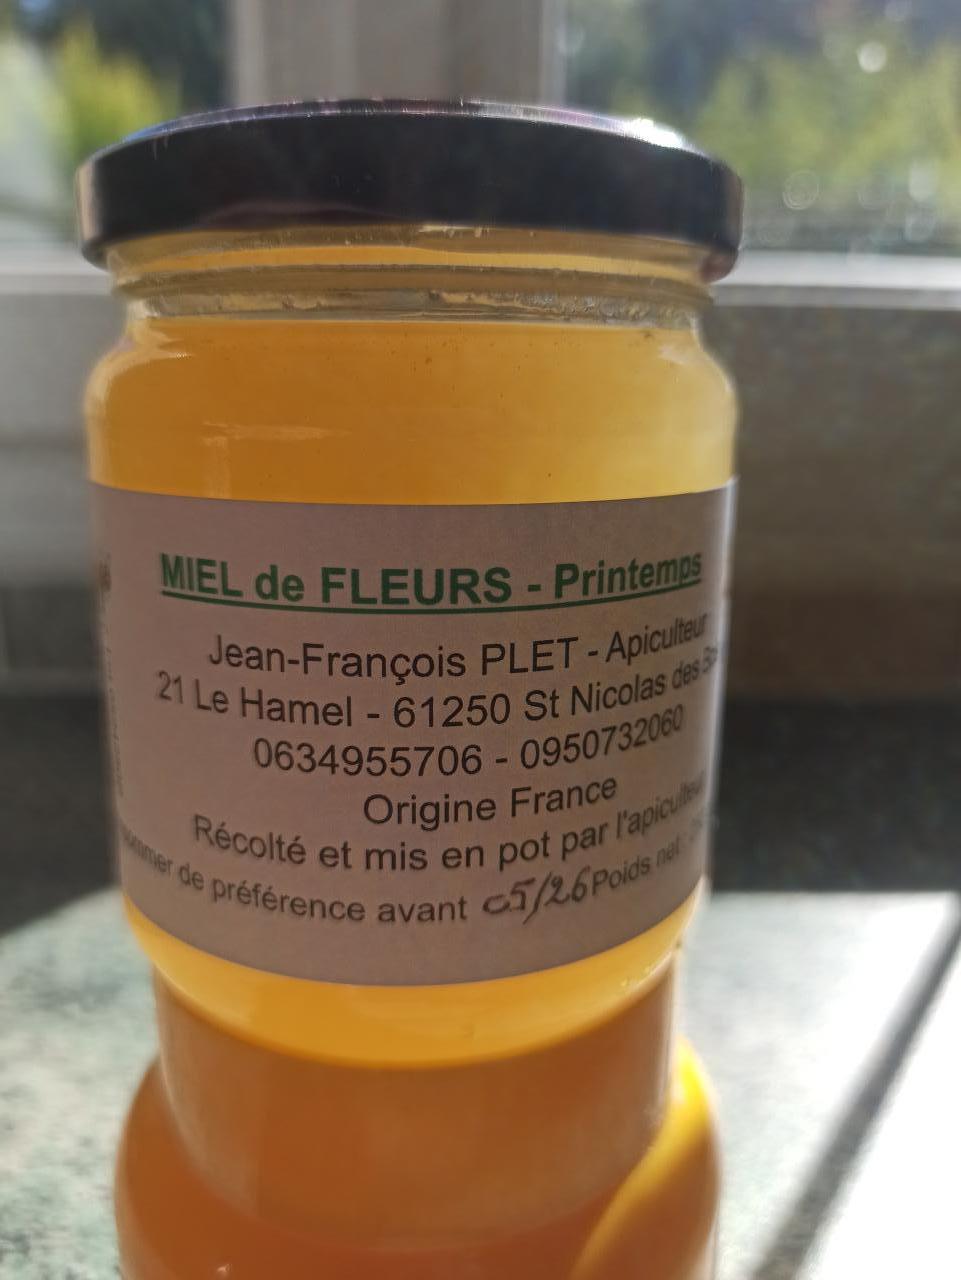 MIEL de FLEURS - Printemps
Jean-François PLET - Apiculteur
21 Le Hamel - 61250 St Nicolas des
0634955706 - 0950732060
Origine France
Récolté et mis en pot par l'apiculteur
de préférence avant 05/26 Poids net :